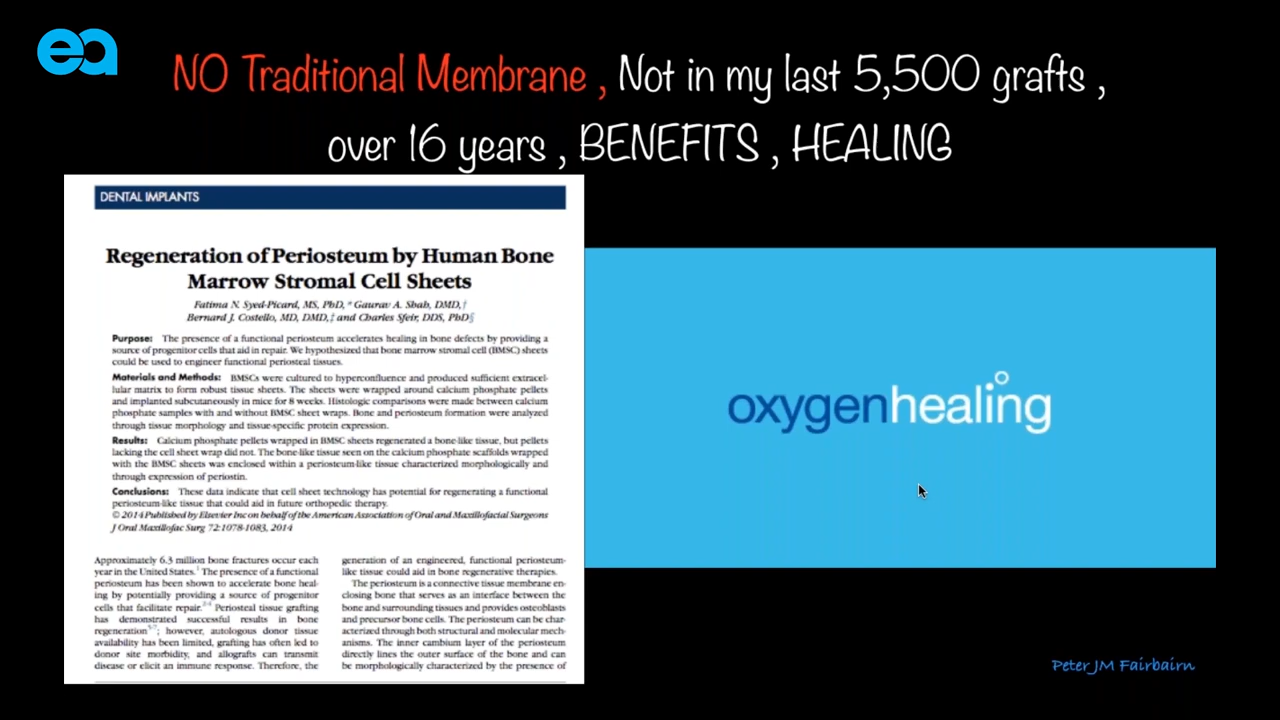 ea
NO Traditional Membrane , Not in my last 5,500 grafts ,
over 16 years , BENEFITS , HEALING
DENTAL IMPLANTS
Regeneration of Periosteum by Human Bone
Marrow Stromal Cell Sheets
Fatima N. Syed-Picard, MS, PhD,* Gaurav A. Shah, DMD,†
Bernard J. Costello, MD, DMD,‡ and Charles Sfeir, DDS, PhD§
Purpose: The presence of a functional periosteum accelerates healing in bone defects by providing a
source of progenitor cells that aid in repair. We hypothesized that bone marrow stromal cell (BMSC) sheets
could be used to engineer functional periosteal tissues.
Materials and Methods: BMSCs were cultured to hyperconfluence and produced sufficient extracel-
lular matrix to form robust tissue sheets. The sheets were wrapped around calcium phosphate pellets
and implanted subcutaneously in mice for 8 weeks. Histologic comparisons were made between calcium
phosphate samples with and without BMSC sheet wraps. Bone and periosteum formation were analyzed
through tissue morphology and tissue-specific protein expression.
Results: Calcium phosphate pellets wrapped in BMSC sheets regenerated a bone-like tissue, but pellets
lacking the cell sheet wrap did not. The bone-like tissue seen on the calcium phosphate scaffolds wrapped
with the BMSC sheets was enclosed within a periosteum-like tissue characterized morphologically and
through expression of periostin.
Conclusions: These data indicate that cell sheet technology has potential for regenerating a functional
periosteum-like tissue that could aid in future orthopedic therapy.
© 2014 Published by Elsevier Inc on behalf of the American Association of Oral and Maxillofacial Surgeons
J Oral Maxillofac Surg 72:1078-1083, 2014
Approximately 6.3 million bone fractures occur each
year in the United States.1 The presence of a functional
periosteum has been shown to accelerate bone heal-
ing by potentially providing a source of progenitor
cells that facilitate repair. Periosteal tissue grafting
has demonstrated successful results in bone
regeneration ; however, autologous donor tissue
availability has been limited, grafting has often led to
donor site morbidity, and allografts can transmit
disease or elicit an immune response. Therefore, the
generation of an engineered, functional periosteum-
like tissue could aid in bone regenerative therapies.
The periosteum is a connective tissue membrane en-
closing bone that serves as an interface between the
bone and surrounding tissues and provides osteoblasts
and precursor bone cells. The periosteum can be char-
acterized through both structural and molecular mech-
anisms. The inner cambium layer of the periosteum
directly lines the outer surface of the bone and can
be morphologically characterized by the presence of
oxygenhealing
Peter JM Fairbairn